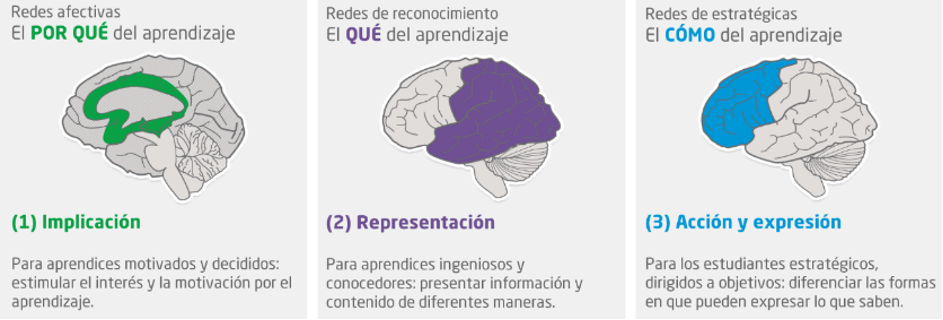 Redes afectivas
El POR QUÉ del aprendizaje
(1) Implicación
Para aprendices motivados y decididos:
estimular el interés y la motivación por el
aprendizaje.
Redes de reconocimiento
El QUÉ del aprendizaje
(2) Representación
Para aprendices ingeniosos y
conocedores: presentar información y
contenido de diferentes maneras.
Redes de estratégicas
El CÓMO del aprendizaje
(3) Acción y expresión
Para los estudiantes estratégicos,
dirigidos a objetivos: diferenciar las formas
en que pueden expresar lo que saben.